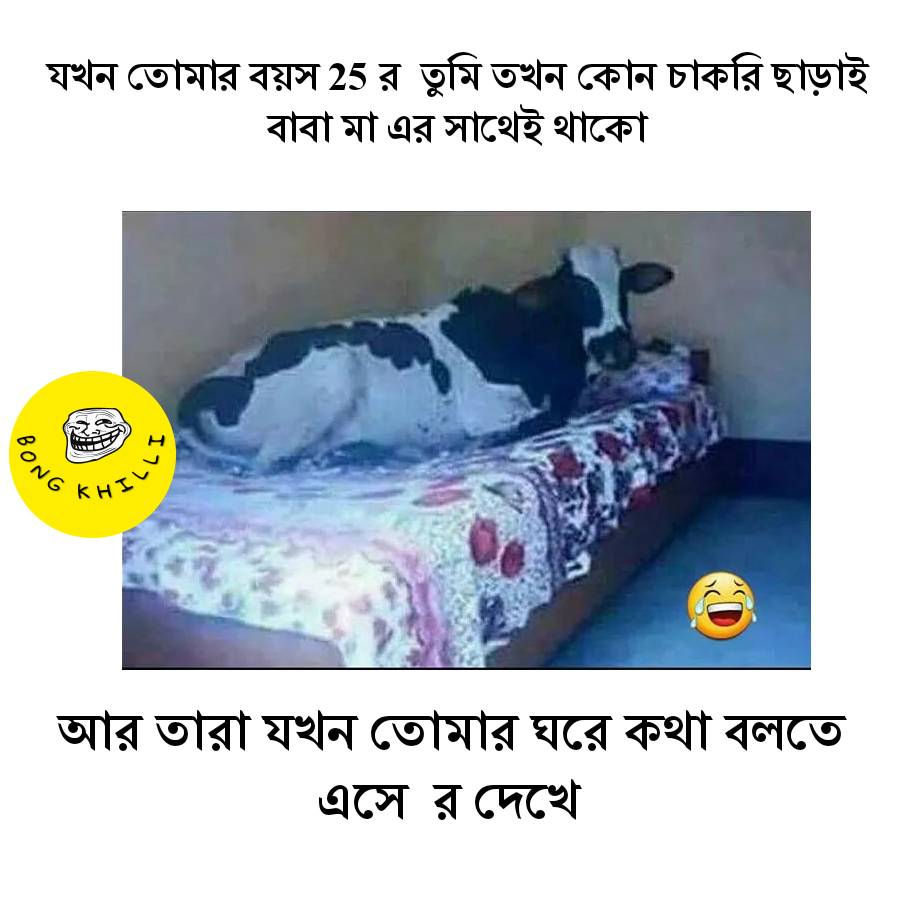 যখন তোমার বয়স 25 র তুমি তখন কোন চাকরি ছাড়াই
বাবা মা এর সাথেই থাকো
BONG KHILLI
আর তারা যখন তোমার ঘরে কথা বলতে
এসে র দেখে